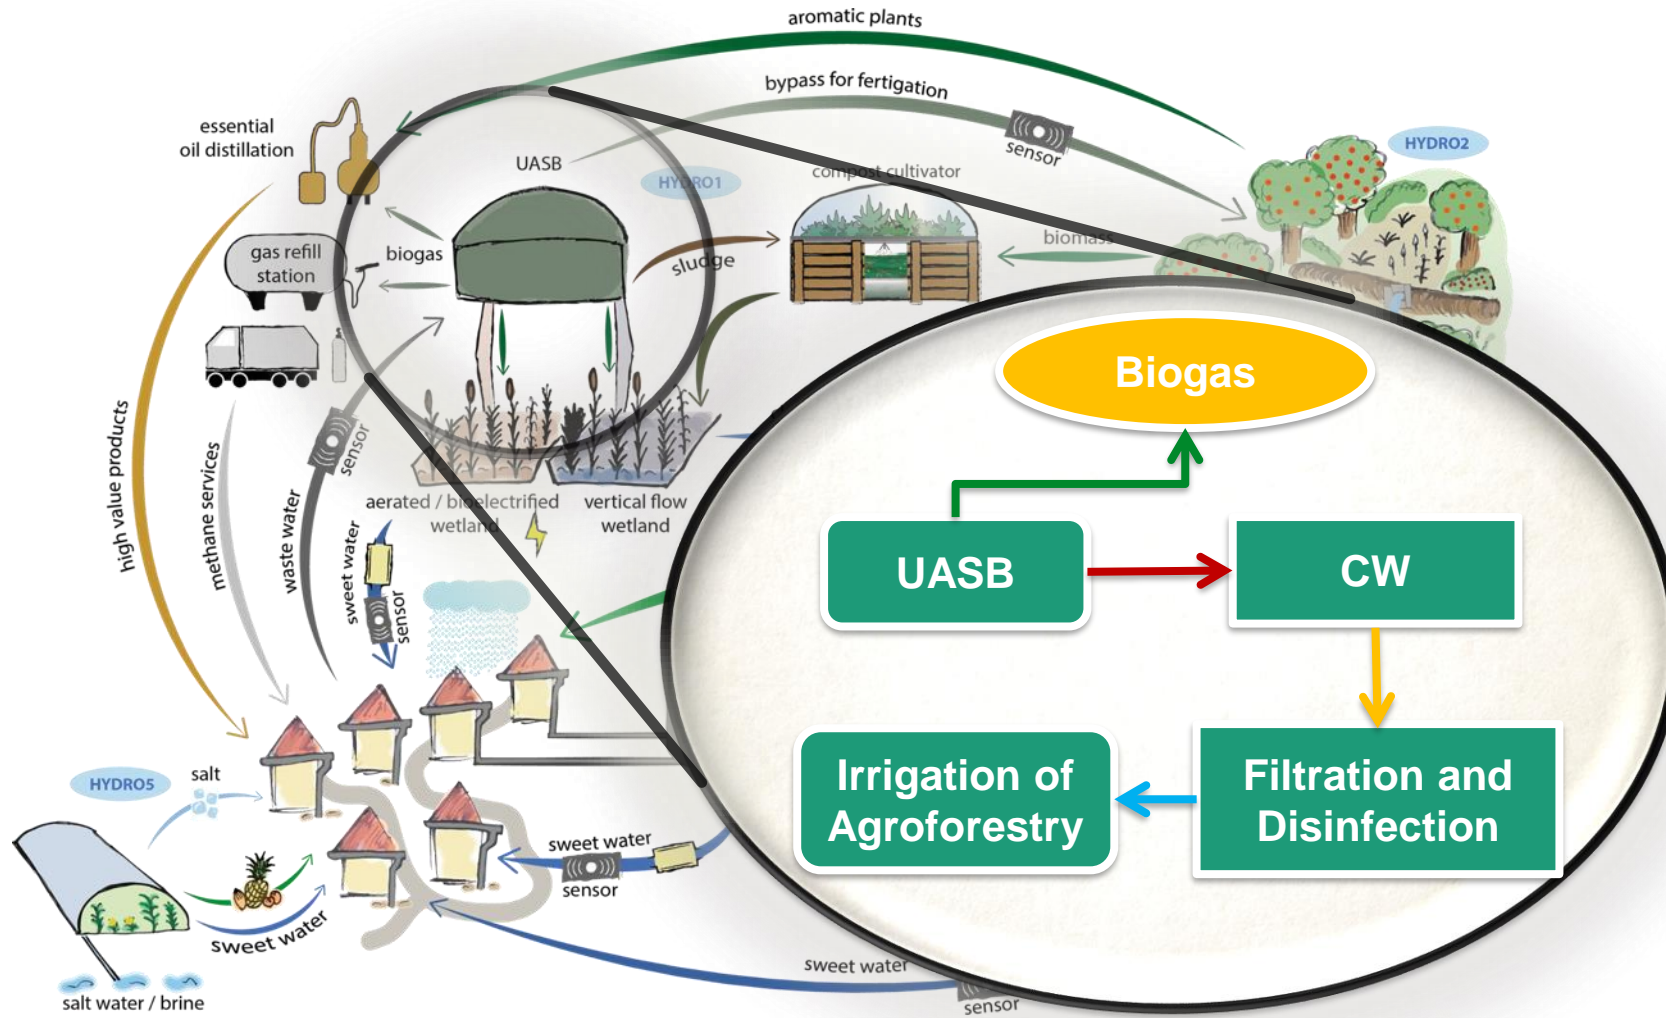 aromatic plants
bypass for fertigation
sensor
HYDRO2
essential
oil distillation
UASB
HYDRO1
compost cultivator
gas refill
station
biogas
sludge
biomass
high value products
methane services
waste water
sensor
aerated / bioelectrified
wetland
vertical flow
wetland
sweet water
sensor
Biogas
UASB
CW
Irrigation of
Agroforestry
Filtration and
Disinfection
HYDRO5
salt
sweet water
sensor
sweet water
salt water / brine
sweet water
sensor